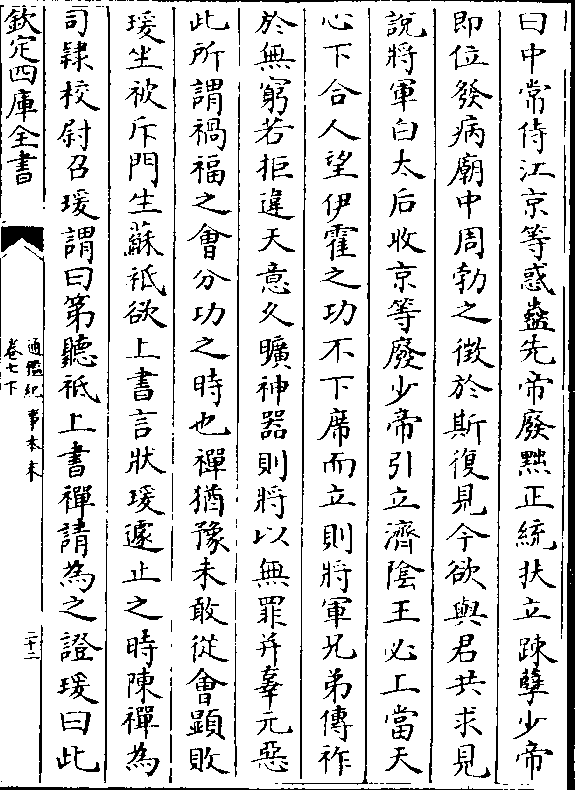 曰中常侍江京等惑蠱先帝廢黜正統扶立踈孽少帝
即位發病廟中周勃之徴於斯復見今欲與君共求見
說將軍白太后收京等廢少帝引立濟陰王必上當天
心下合人望伊霍之功不下席而立則將軍兄弟傳祚
於無窮若拒違天意久曠神器則將以無罪并辜元惡
此所謂禍福之㑹分功之時也禪猶豫未敢從㑹顯敗
瑗坐被斥門生蘇祇欲上書言狀瑗遽止之時陳禪為
司隷校尉召瑗謂曰第聽祇上書禪請為之證瑗曰此
欽定四庫全書
通鑑紀事本末
卷七下
二十二